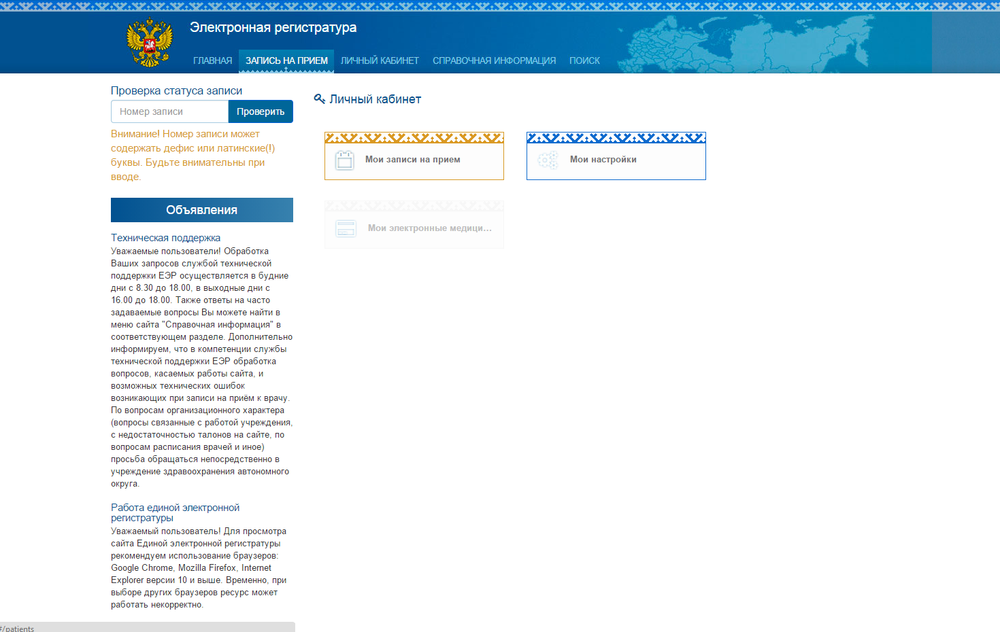 Электронная регистратура
ГЛАВНАЯ ЗАПИСЬ НА ПРИЕМ ЛИЧНЫЙ КАБИНЕТ СПРАВОЧНАЯ ИНФОРМАЦИЯ ПОИСК
Проверка статуса записи
Номер записи Проверить
Внимание! Номер записи может
содержать дефис или латинские(!)
буквы. Будьте внимательны при
вводе.
Объявления
Техническая поддержка
Уважаемые пользователи! Обработка
Ваших запросов службой технической
поддержки ЕЭР осуществляется в будние
дни с 8.30 до 18.00, в выходные дни с
16.00 до 18.00. Также ответы на часто
задаваемые вопросы Вы можете найти в
меню сайта "Справочная информация" в
соответствующем разделе. Дополнительно
информируем, что в компетенции службы
технической поддержки ЕЭР обработка
вопросов, касаемых работы сайта, и
возможных технических ошибок
возникающих при записи на приём к врачу.
По вопросам организационного характера
(вопросы связанные с работой учреждения,
с недостаточностью талонов на сайте, по
вопросам расписания врачей и иное)
просьба обращаться непосредственно в
учреждение здравоохранения автономного
округа.
Работа единой электронной
регистратуры
Уважаемый пользователь! Для просмотра
сайта Единой электронной регистратуры
рекомендуем использование браузеров:
Google Chrome, Mozilla Firefox, Internet
Explorer версии 10 и выше. Временно, при
выборе других браузеров ресурс может
работать некорректно.
Личный кабинет
Мои записи на прием
Мои настройки
Мои электронные медици...
#/patients